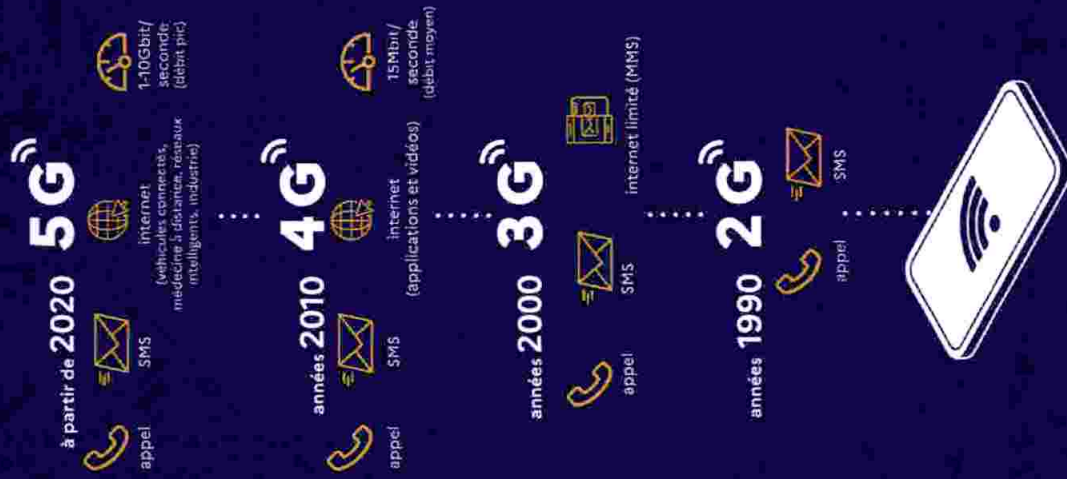 à partir de 2020 5G
appel
SMS
internet
(véhicules connectés,
médecine à distance, réseaux
intelligents, industrie)
1-10Gbit/
seconde
(débit pic)
années 2010 4G
appel
SMS
internet
(applications et vidéos)
15Mbit/
seconde
(débit moyen)
années 2000 3G
appel
SMS
internet limité (MMS)
années 1990 2G
appel
SMS